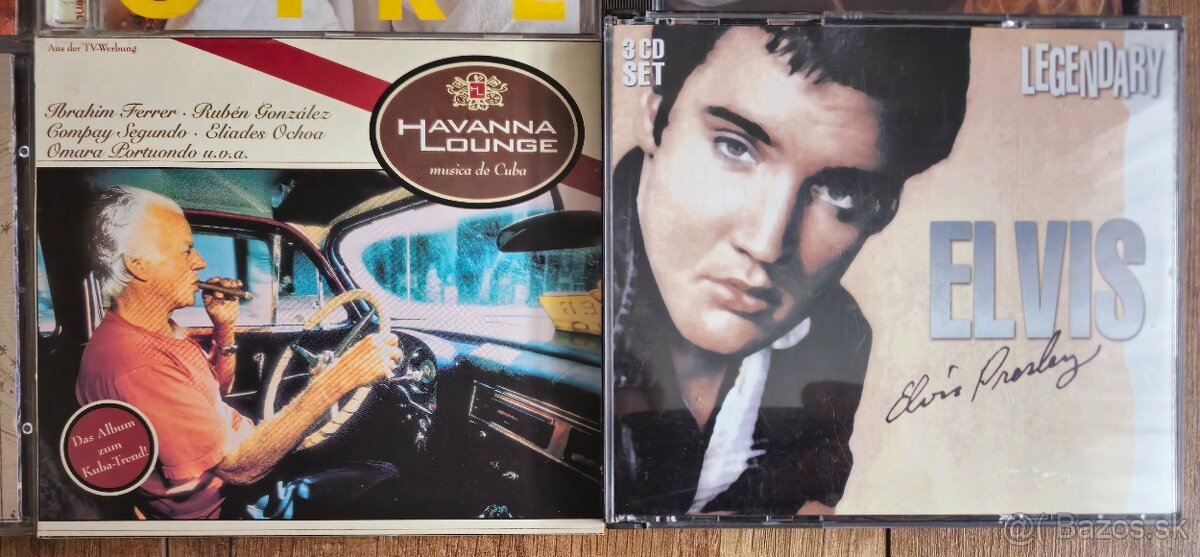 Aus der TV-Werbung
Ibrahim Ferrer · Rubén González
Compay Segundo · Eliades Ochoa
Omara Portuondo u.v.a.
HAVANNA
LOUNGE
musica de Cuba
Das Album
zum
Kuba-Trend!
3 CD
SET
LEGENDARY
ELVIS
Elvis Presley
Bazos.sk